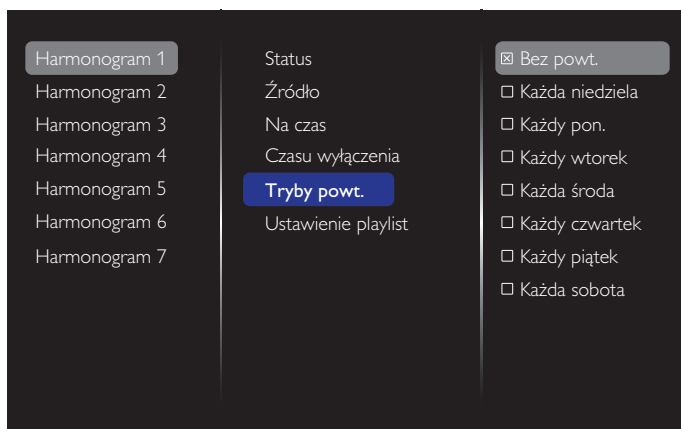 Harmonogram 1
Harmonogram 2
Harmonogram 3
Harmonogram 4
Harmonogram 5
Harmonogram 6
Harmonogram 7
Status
Źródło
Na czas
Czasu wyłączenia
Tryby powt.
Ustawienie playlist
Bez powt.
Każda niedziela
Każdy pon.
Każdy wtorek
Każda środa
Każdy czwartek
Każdy piątek
Każda sobota